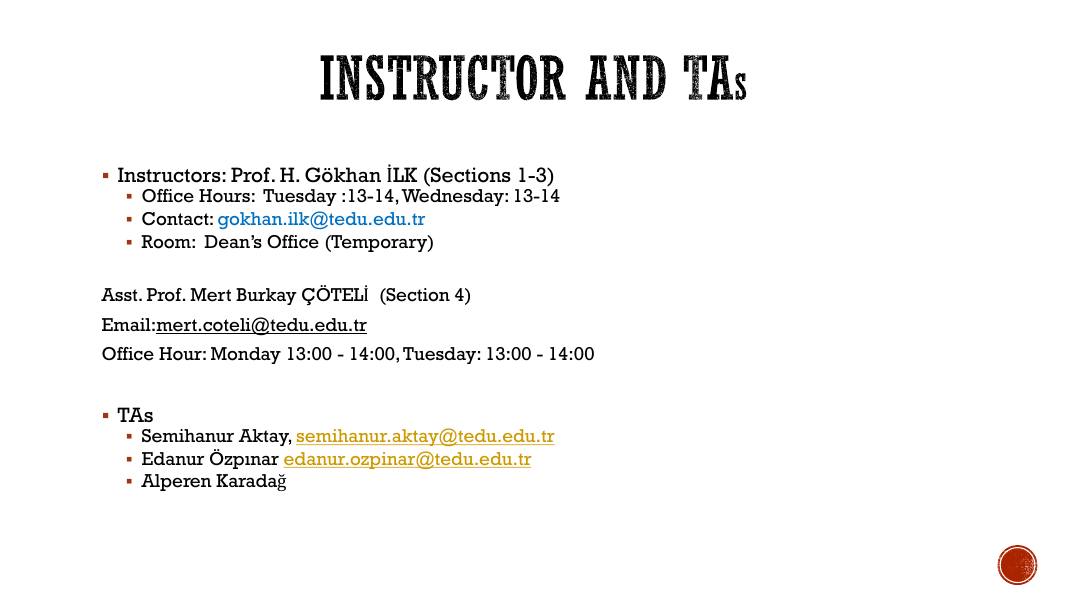 INSTRUCTOR AND TAs
▪ Instructors: Prof. H. Gökhan İLK (Sections 1-3)
▪ Office Hours: Tuesday :13-14, Wednesday: 13-14
▪ Contact: gokhan.ilk@tedu.edu.tr
▪ Room: Dean's Office (Temporary)
Asst. Prof. Mert Burkay ÇÖTELİ (Section 4)
Email:mert.coteli@tedu.edu.tr
Office Hour: Monday 13:00 - 14:00, Tuesday: 13:00 - 14:00
▪ TAs
▪ Semihanur Aktay, semihanur.aktay@tedu.edu.tr
▪ Edanur Özpınar edanur.ozpinar@tedu.edu.tr
▪ Alperen Karadağ